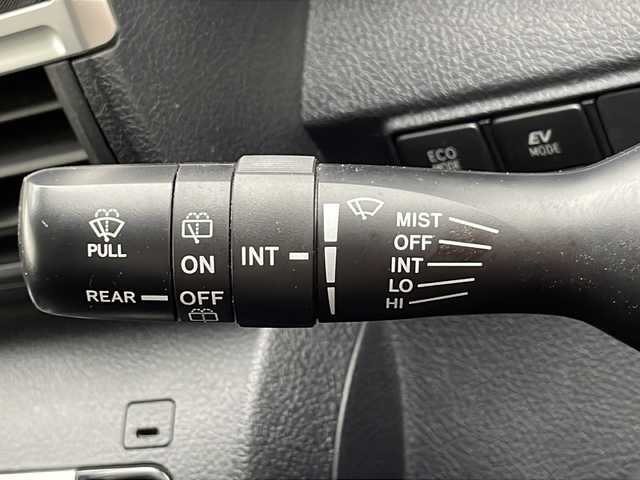 ECO
MODE
EV
MODE
PULL
REAR
ON
OFF
INT
MIST
OFF
INT
LO
HI